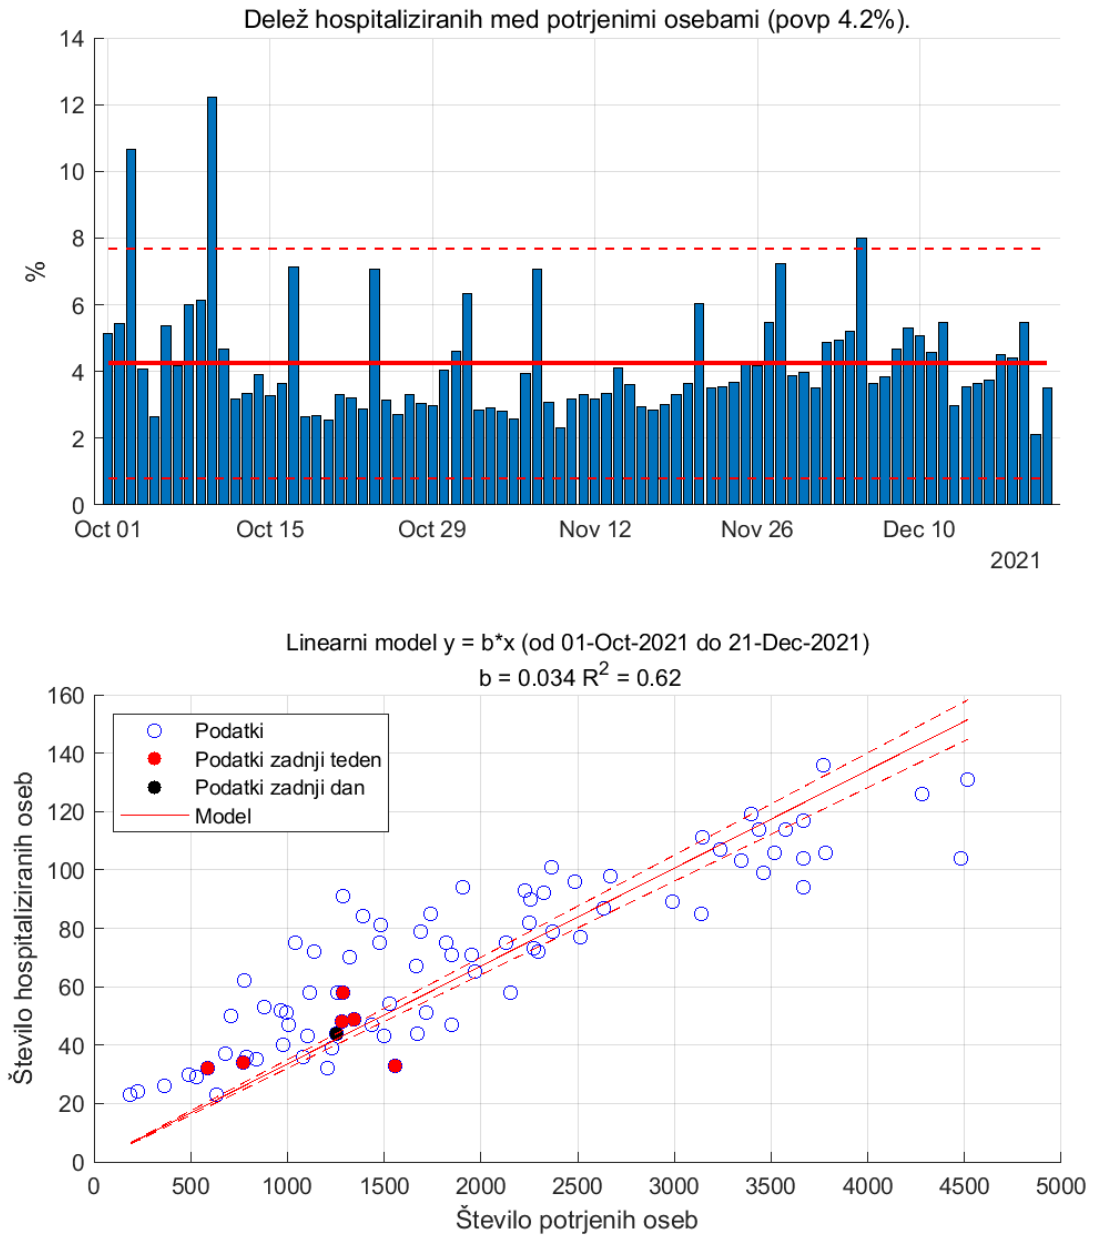 Delež hospitaliziranih med potrjenimi osebami (povp 4.2%).
14
12
10
8
6
4
2
0
%
Oct 01 Oct 15 Oct 29 Nov 12 Nov 26 Dec 10
2021
Linearni model y = b*x (od 01-Oct-2021 do 21-Dec-2021)
b = 0.034 R² = 0.62
160
140
120
100
80
60
40
20
0
Število hospitaliziranih oseb
Podatki
Podatki zadnji teden
Podatki zadnji dan
Model
0 500 1000 1500 2000 2500 3000 3500 4000 4500 5000
Število potrjenih oseb